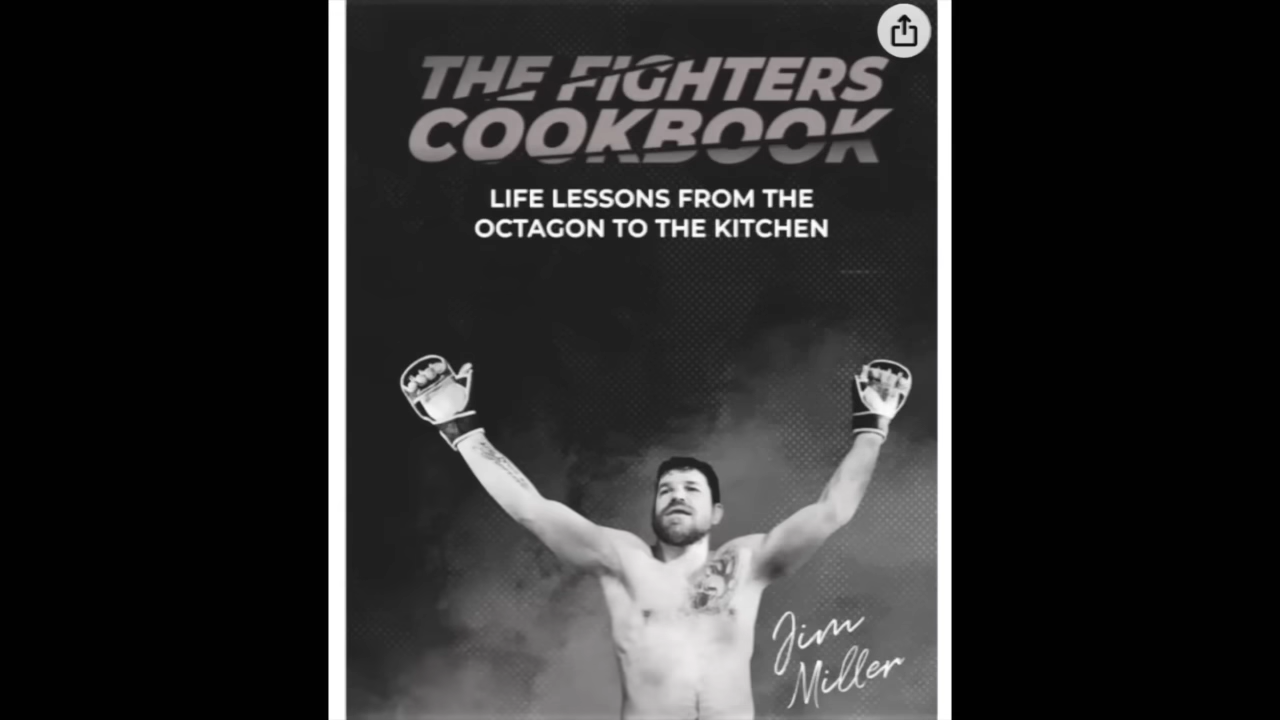 THE FIGHTERS
COOKBOOK
LIFE LESSONS FROM THE
OCTAGON TO THE KITCHEN
Jim
Miller